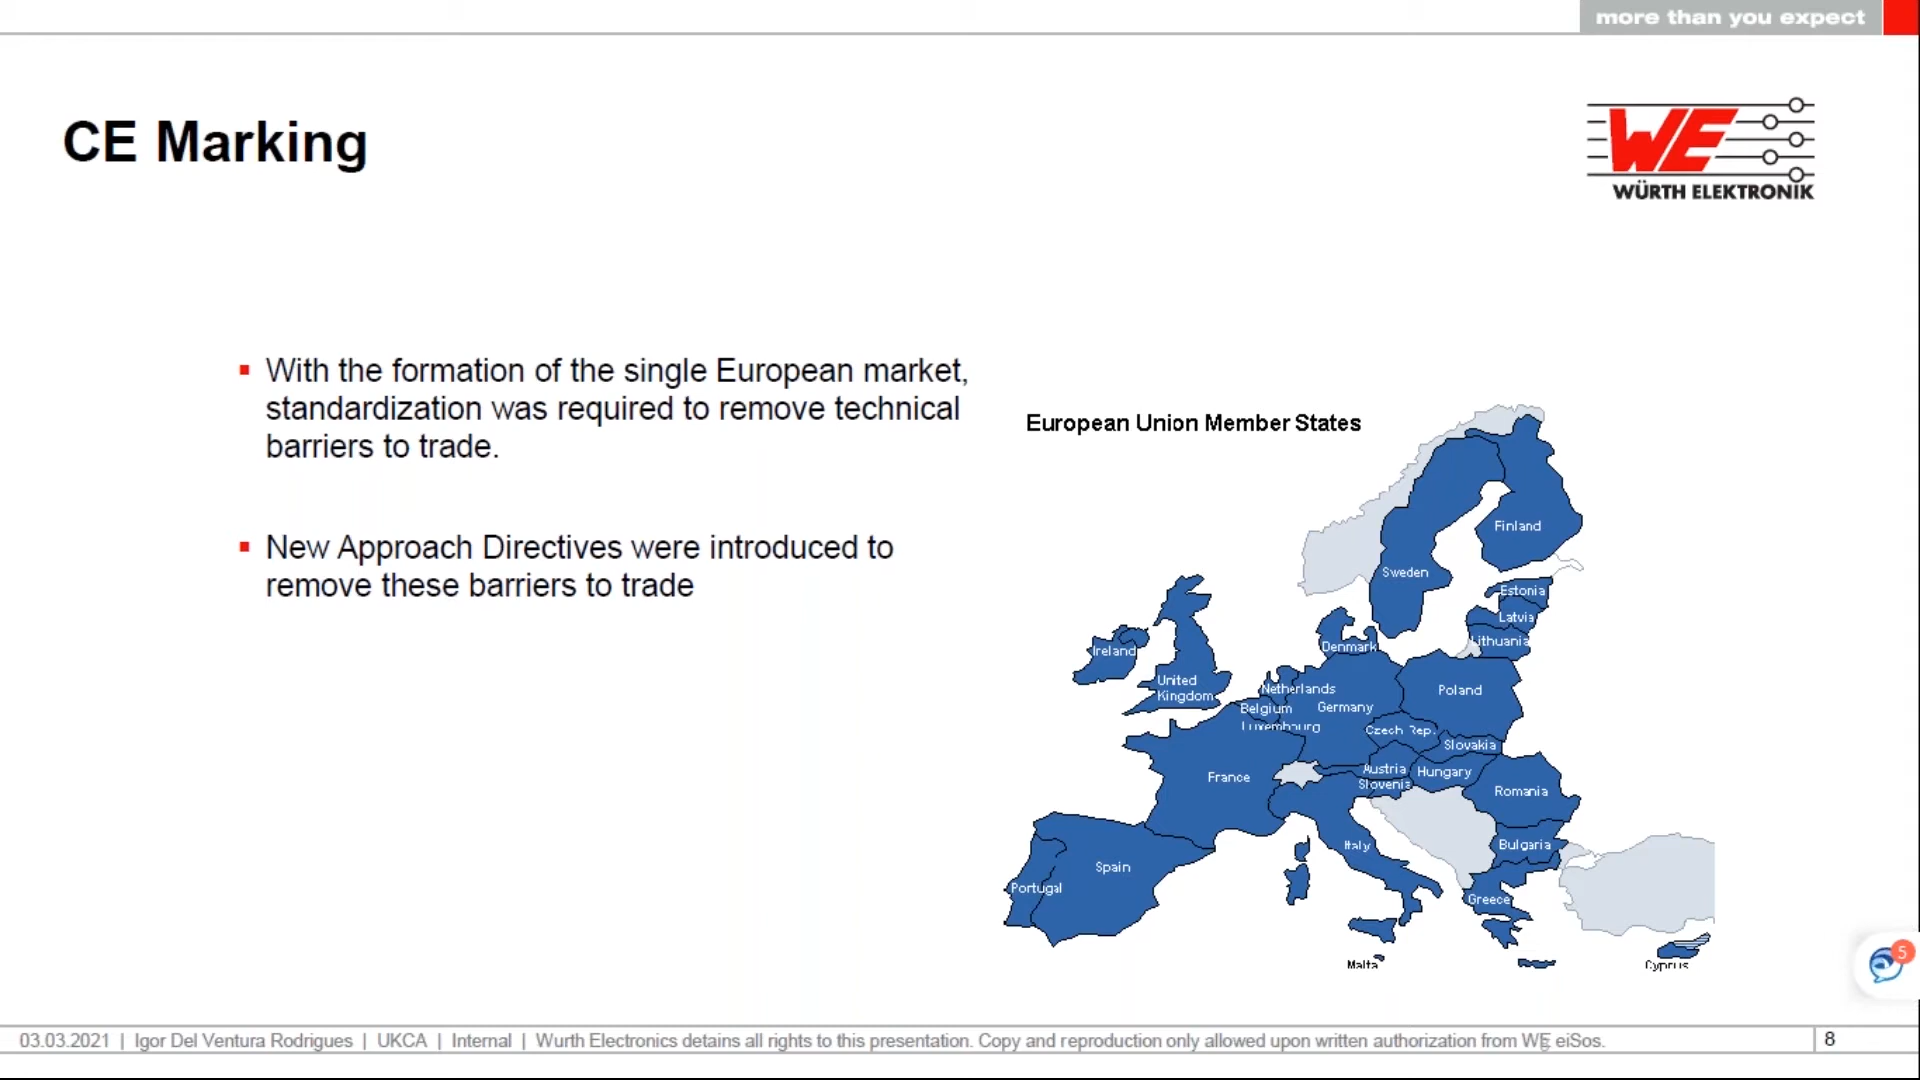 more than you expect
CE Marking
WE
WÜRTH ELEKTRONIK
With the formation of the single European market,
standardization was required to remove technical
barriers to trade.
New Approach Directives were introduced to
remove these barriers to trade
European Union Member States
Finland
Sweden
Estonia
Latvia
Lithuania
Denmark
Ireland
United
Kingdom
Netherlands
Poland
Belgium
Germany
Luxembourg
Czech Rep.
Slovakia
France
Austria
Hungary
Slovenia
Romania
Italy
Bulgaria
Spain
Portugal
Greece
Malta
Cyprus
5
03.03.2021 | Igor Del Ventura Rodrigues | UKCA | Internal | Wurth Electronics detains all rights to this presentation. Copy and reproduction only allowed upon written authorization from WE eiSos.
8